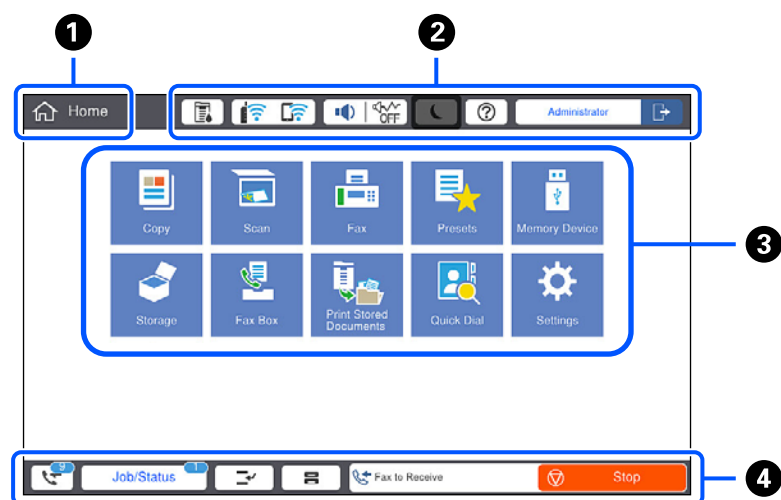 1
2
Home
OFF
?
Administrator
Copy
Scan
Fax
Presets
Memory Device
3
Storage
Fax Box
Print Stored
Documents
Quick Dial
Settings
9
Job/Status
1
Fax to Receive
Stop
4